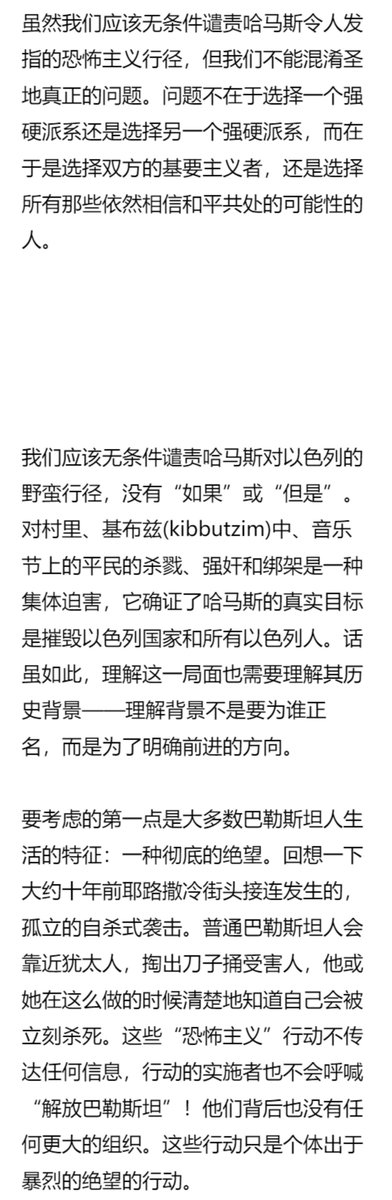 虽然我们应该无条件谴责哈马斯令人发
指的恐怖主义行径，但我们不能混淆圣
地真正的问题。问题不在于选择一个强
硬派系还是选择另一个强硬派系，而在
于是选择双方的基要主义者，还是选择
所有那些依然相信和平共处的可能性的
人。
我们应该无条件谴责哈马斯对以色列的
野蛮行径，没有“如果”或“但是”。
对村里、基布兹(kibbutzim)中、音乐
节上的平民的杀戮、强奸和绑架是一种
集体迫害，它确证了哈马斯的真实目标
是摧毁以色列国家和所有以色列人。话
虽如此，理解这一局面也需要理解其历
史背景——理解背景不是要为谁正
名，而是为了明确前进的方向。
要考虑的第一点是大多数巴勒斯坦人生
活的特征：一种彻底的绝望。回想一下
大约十年前耶路撒冷街头接连发生的，
孤立的自杀式袭击。普通巴勒斯坦人会
靠近犹太人，掏出刀子捅受害人，他或
她在这么做的时候清楚地知道自己会被
立刻杀死。这些“恐怖主义”行动不传
达任何信息，行动的实施者也不会呼喊
“解放巴勒斯坦”！他们背后也没有任
何更大的组织。这些行动只是个体出于
暴烈的绝望的行动。